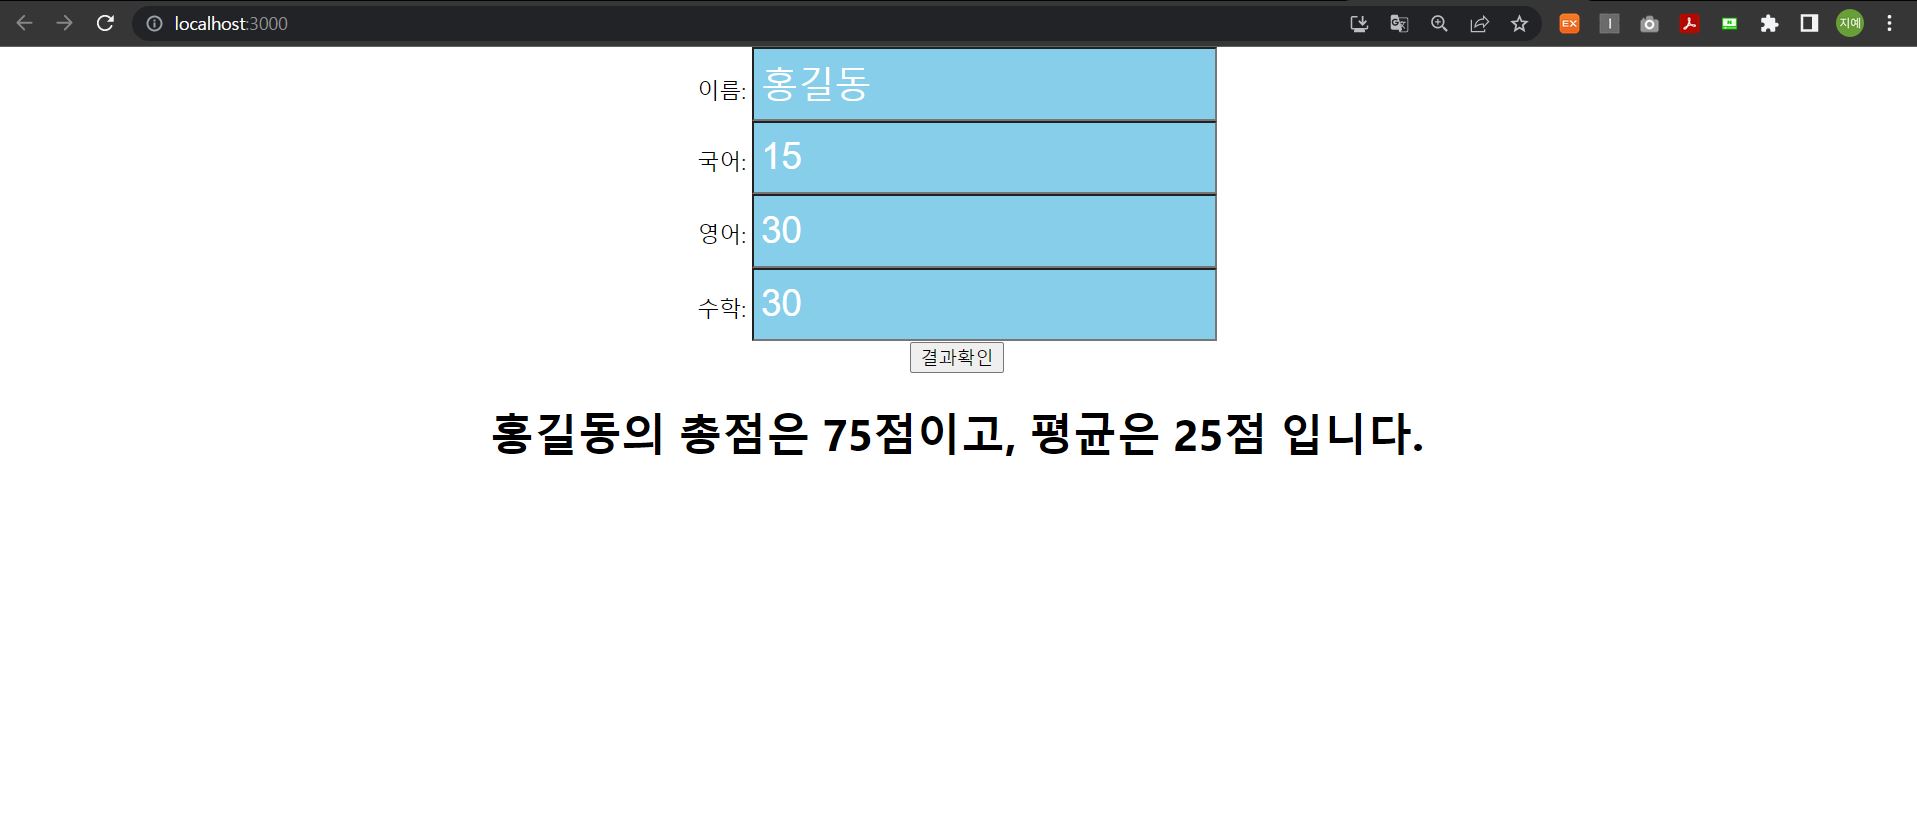 localhost:3000
EX
지예
이름: 홍길동
국어: 15
영어: 30
수학: 30
결과확인
홍길동의 총점은 75점이고, 평균은 25점 입니다.